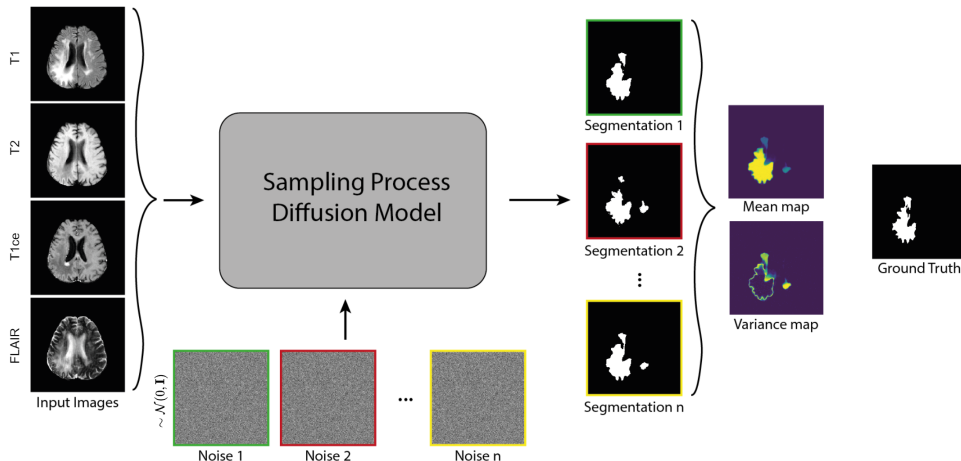 T1
T2
T1ce
FLAIR
Input Images
Sampling Process
Diffusion Model
∼ N(0, I)
Noise 1
Noise 2
...
Noise n
Segmentation 1
Segmentation 2
...
Segmentation n
Mean map
Variance map
Ground Truth